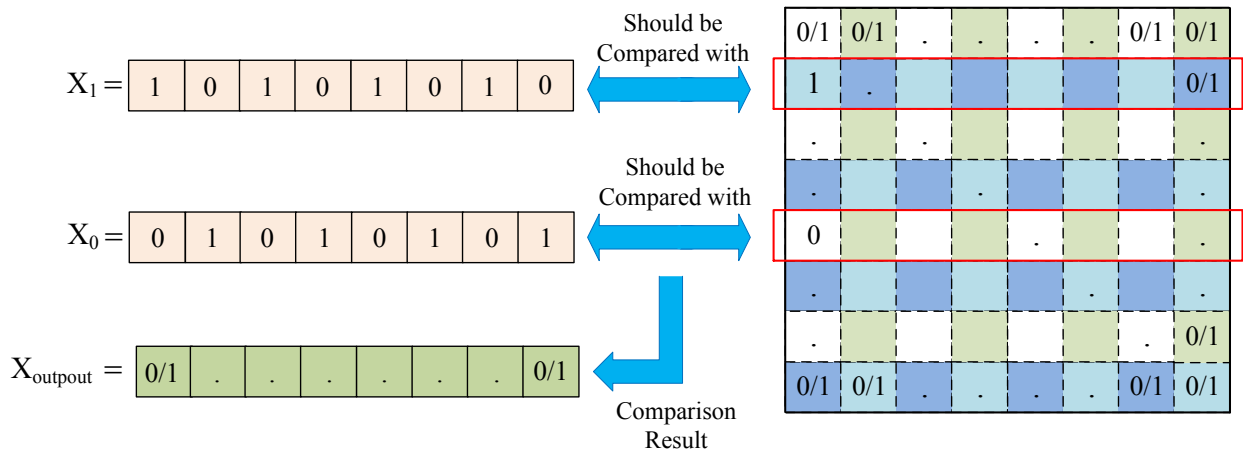 Should be
Compared with
X1 = 1 0 1 0 1 0 1 0
Should be
Compared with
X0 = 0 1 0 1 0 1 0 1
Xoutpout = 0/1 . . . . . . 0/1
Comparison
Result
0/1 0/1 . . . . 0/1 0/1
1 . 0/1
. . .
. . .
0 . .
. . .
. . 0/1
0/1 0/1 . . . . 0/1 0/1